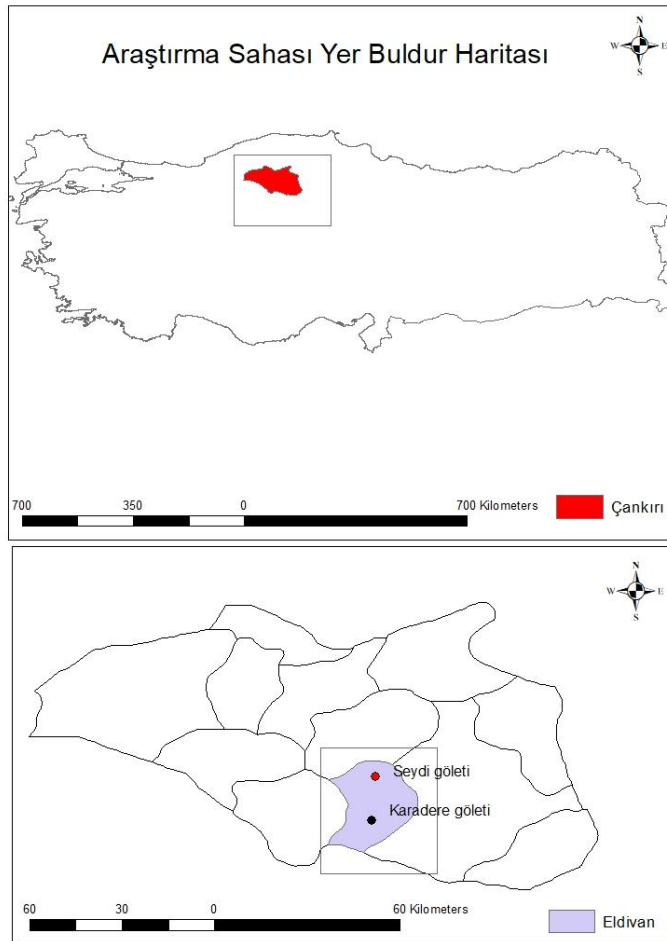 Araştırma Sahası Yer Buldur Haritası
N
W E
S
700 350 0 700 Kilometers
Çankırı
N
W E
S
Seydi göleti
Karadere göleti
60 30 0 60 Kilometers
Eldivan